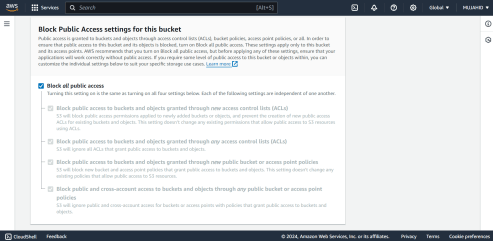 aws
Services
Search
[Alt+S]
Global
MUJAHID
Block Public Access settings for this bucket
Public access is granted to buckets and objects through access control lists (ACLs), bucket policies, access point policies, or all. In order to
ensure that public access to this bucket and its objects is blocked, turn on Block all public access. These settings apply only to this bucket
and its access points. AWS recommends that you turn on Block all public access, but before applying any of these settings, ensure that your
applications will work correctly without public access. If you require some level of public access to this bucket or objects within, you can
customize the individual settings below to suit your specific storage use cases. Learn more
Block all public access
Turning this setting on is the same as turning on all four settings below. Each of the following settings are independent of one another.
Block public access to buckets and objects granted through new access control lists (ACLs)
S3 will block public access permissions applied to newly added buckets or objects, and prevent the creation of new public access
ACLs for existing buckets and objects. This setting doesn't change any existing permissions that allow public access to S3 resources
using ACLs.
Block public access to buckets and objects granted through any access control lists (ACLs)
S3 will ignore all ACLs that grant public access to buckets and objects.
Block public access to buckets and objects granted through new public bucket or access point policies
S3 will block new bucket and access point policies that grant public access to buckets and objects. This setting doesn't change any
existing policies that allow public access to S3 resources.
Block public and cross-account access to buckets and objects through any public bucket or access point
policies
S3 will ignore public and cross-account access for buckets or access points with policies that grant public access to buckets and
objects.
CloudShell
Feedback
© 2024, Amazon Web Services, Inc. or its affiliates.
Privacy
Terms
Cookie preferences